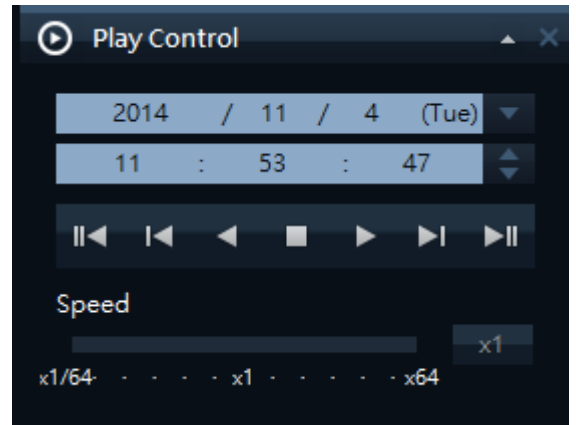 Play Control
2014 / 11 / 4 (Tue)
11 : 53 : 47
Speed
x1
x1/64 · · · · · x1 · · · · · x64